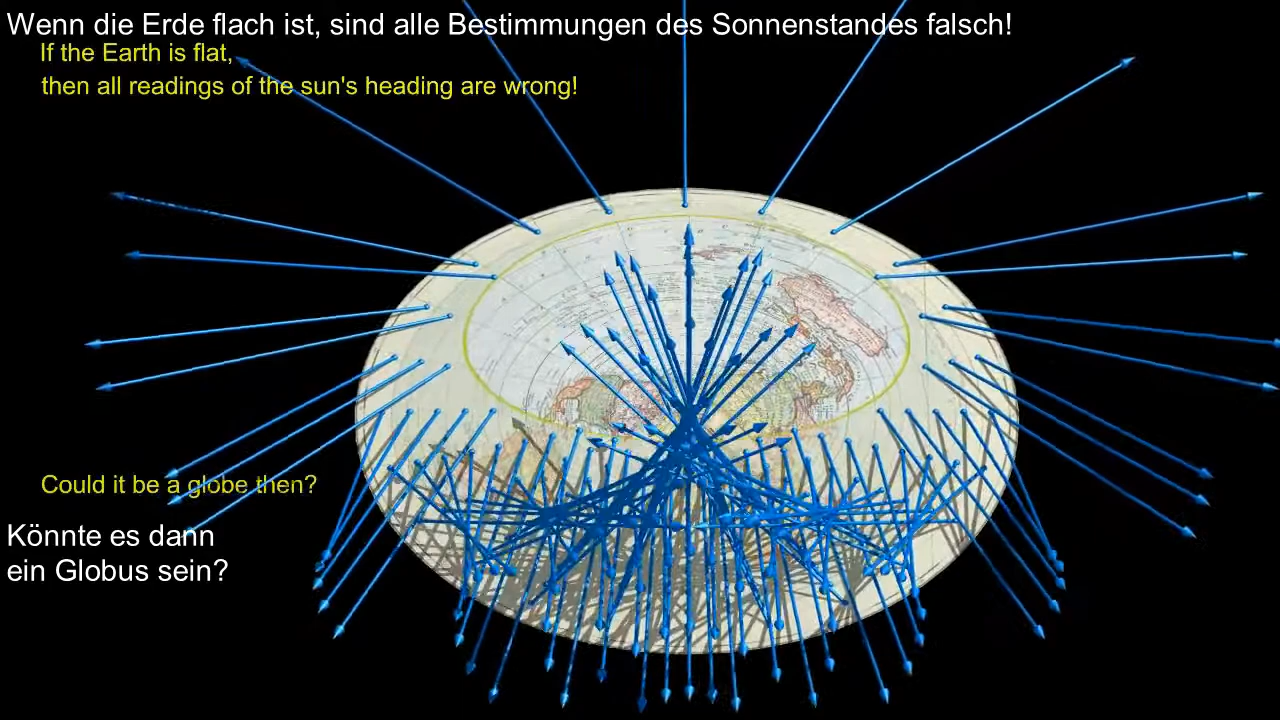 Wenn die Erde flach ist, sind alle Bestimmungen des Sonnenstandes falsch!
If the Earth is flat,
then all readings of the sun's heading are wrong!
Could it be a globe then?
Könnte es dann
ein Globus sein?